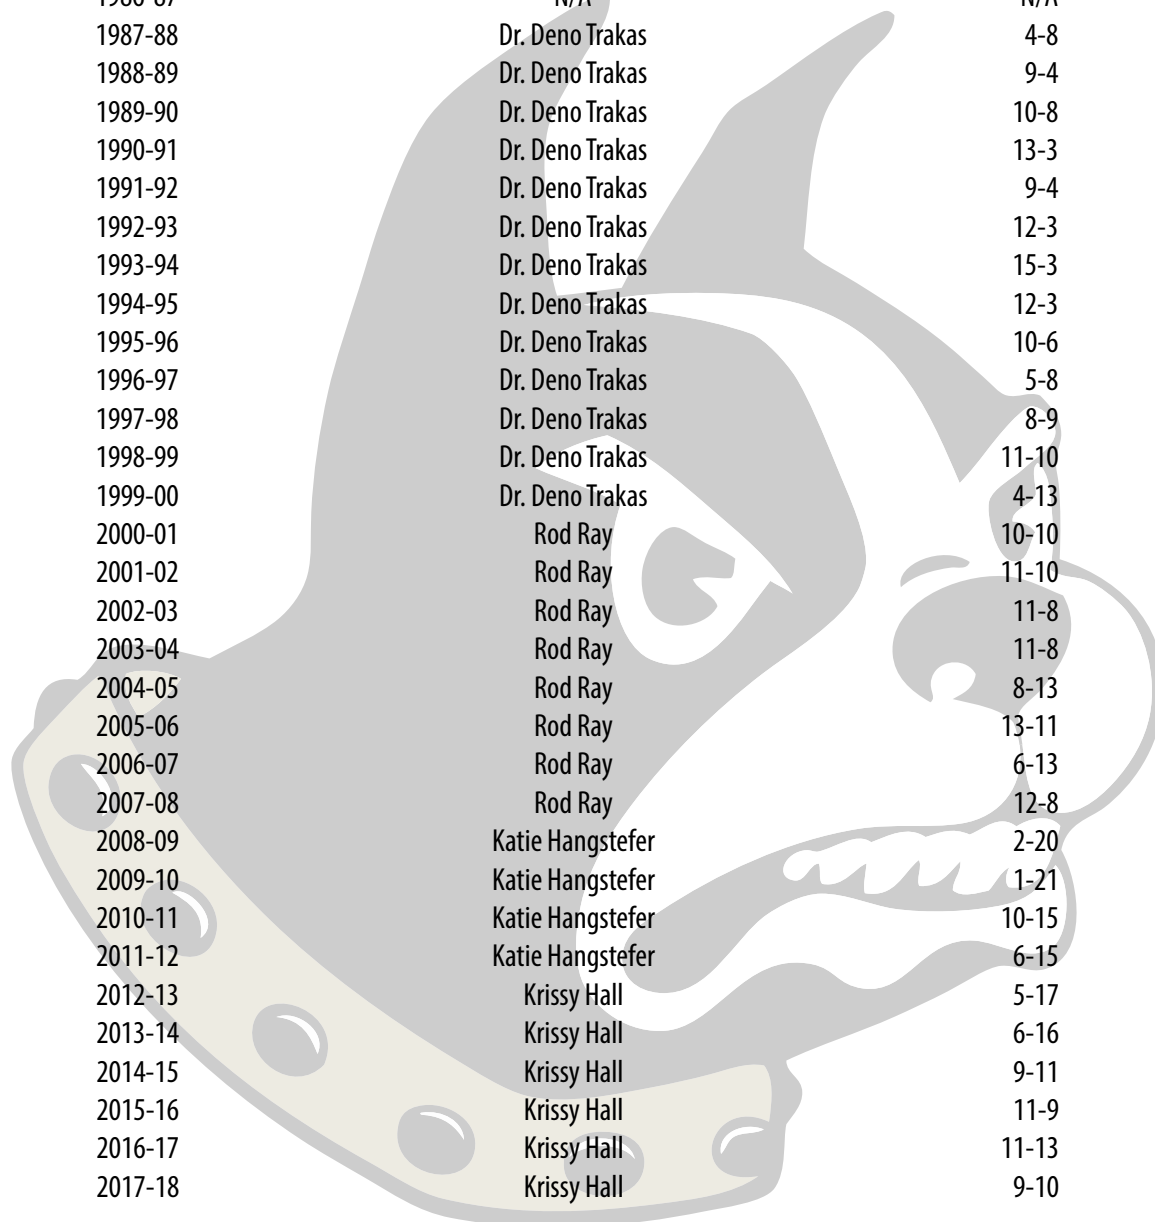 1986-87 N/A N/A
1987-88 Dr. Deno Trakas 4-8
1988-89 Dr. Deno Trakas 9-4
1989-90 Dr. Deno Trakas 10-8
1990-91 Dr. Deno Trakas 13-3
1991-92 Dr. Deno Trakas 9-4
1992-93 Dr. Deno Trakas 12-3
1993-94 Dr. Deno Trakas 15-3
1994-95 Dr. Deno Trakas 12-3
1995-96 Dr. Deno Trakas 10-6
1996-97 Dr. Deno Trakas 5-8
1997-98 Dr. Deno Trakas 8-9
1998-99 Dr. Deno Trakas 11-10
1999-00 Dr. Deno Trakas 4-13
2000-01 Rod Ray 10-10
2001-02 Rod Ray 11-10
2002-03 Rod Ray 11-8
2003-04 Rod Ray 11-8
2004-05 Rod Ray 8-13
2005-06 Rod Ray 13-11
2006-07 Rod Ray 6-13
2007-08 Rod Ray 12-8
2008-09 Katie Hangstefer 2-20
2009-10 Katie Hangstefer 1-21
2010-11 Katie Hangstefer 10-15
2011-12 Katie Hangstefer 6-15
2012-13 Krissy Hall 5-17
2013-14 Krissy Hall 6-16
2014-15 Krissy Hall 9-11
2015-16 Krissy Hall 11-9
2016-17 Krissy Hall 11-13
2017-18 Krissy Hall 9-10